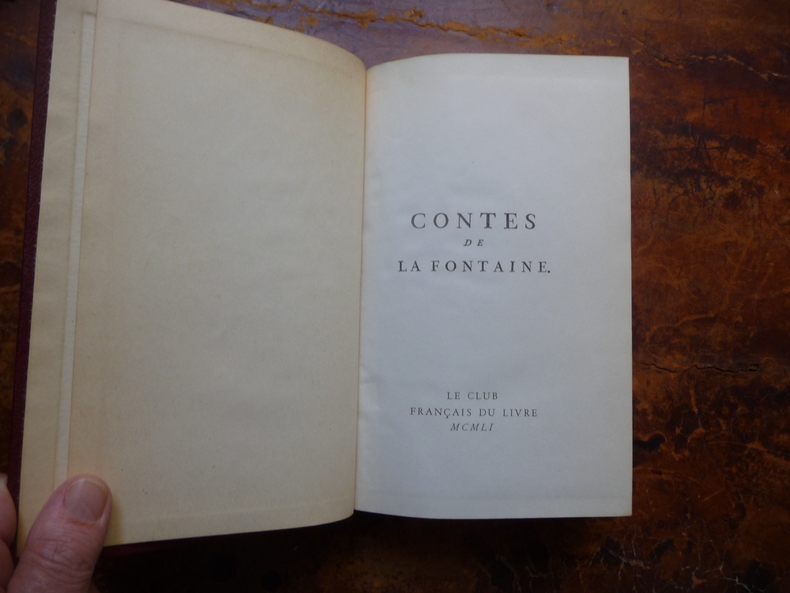 CONTES
DE
LA FONTAINE.
LE CLUB
FRANÇAIS DU LIVRE
MCMLI